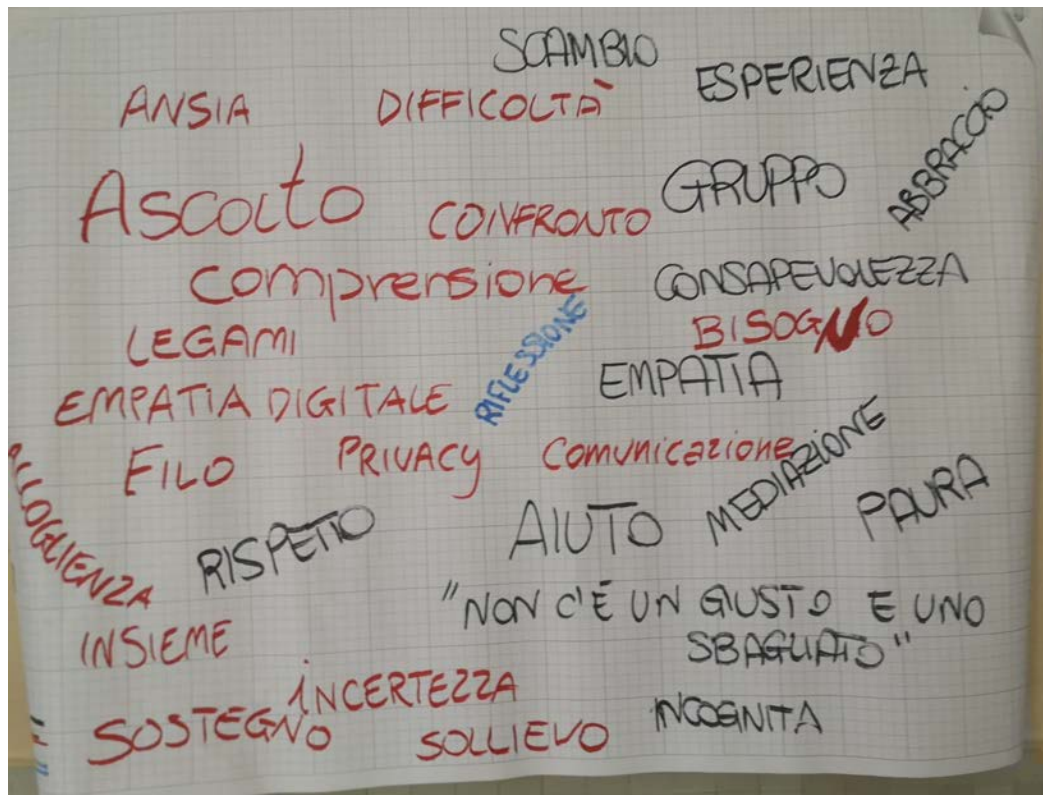 SCAMBIO
ANSIA DIFFICOLTÀ ESPERIENZA
ABBRACCIO
Ascolto CONFRONTO GRUPPO
comprensione CONSAPEVOLEZZA
LEGAMI RIFLESSIONE BISOGNO
EMPATIA DIGITALE EMPATIA
FILO PRIVACY Comunicazione MEDIAZIONE
ACCOGLIENZA RISPETTO AIUTO PAURA
"NON C'È UN GIUSTO E UNO
SBAGLIATO"
INSIEME
INCERTEZZA
SOSTEGNO SOLLIEVO INCOGNITA